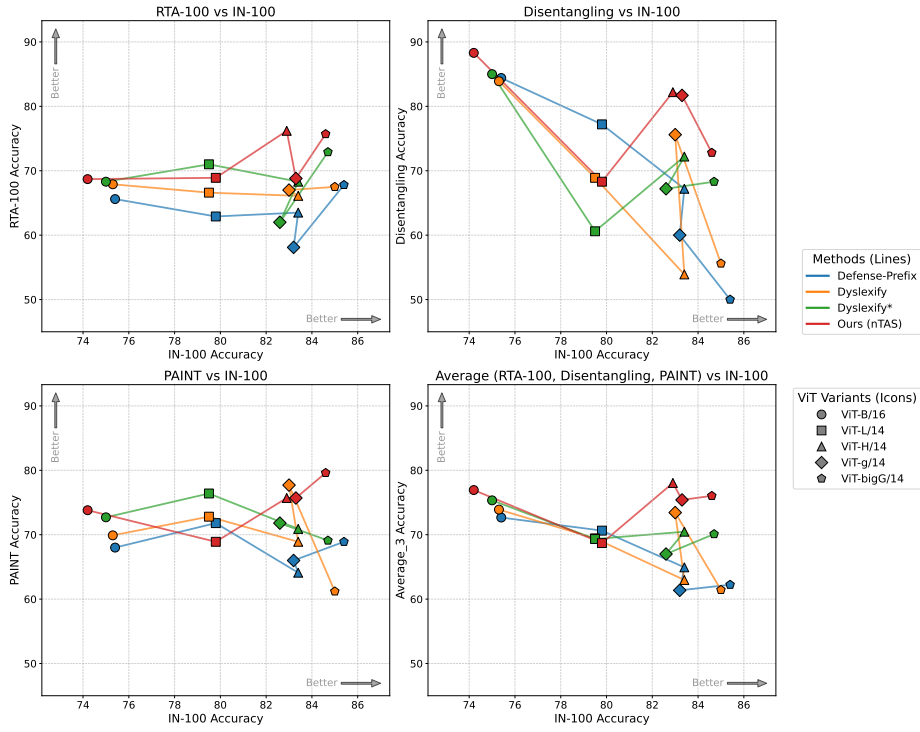 RTA-100 vs IN-100
Disentangling vs IN-100
90
80
70
60
50
RTA-100 Accuracy
Better
Better
74 76 78 80 82 84 86
IN-100 Accuracy
90
80
70
60
50
Disentangling Accuracy
Better
Better
74 76 78 80 82 84 86
IN-100 Accuracy
Methods (Lines)
Defense-Prefix
Dyslexify
Dyslexify*
Ours (nTAS)
PAINT vs IN-100
Average (RTA-100, Disentangling, PAINT) vs IN-100
90
80
70
60
50
PAINT Accuracy
Better
Better
74 76 78 80 82 84 86
IN-100 Accuracy
90
80
70
60
50
Average 3 Accuracy
Better
Better
74 76 78 80 82 84 86
IN-100 Accuracy
ViT Variants (Icons)
ViT-B/16
ViT-L/14
ViT-H/14
ViT-g/14
ViT-bigG/14